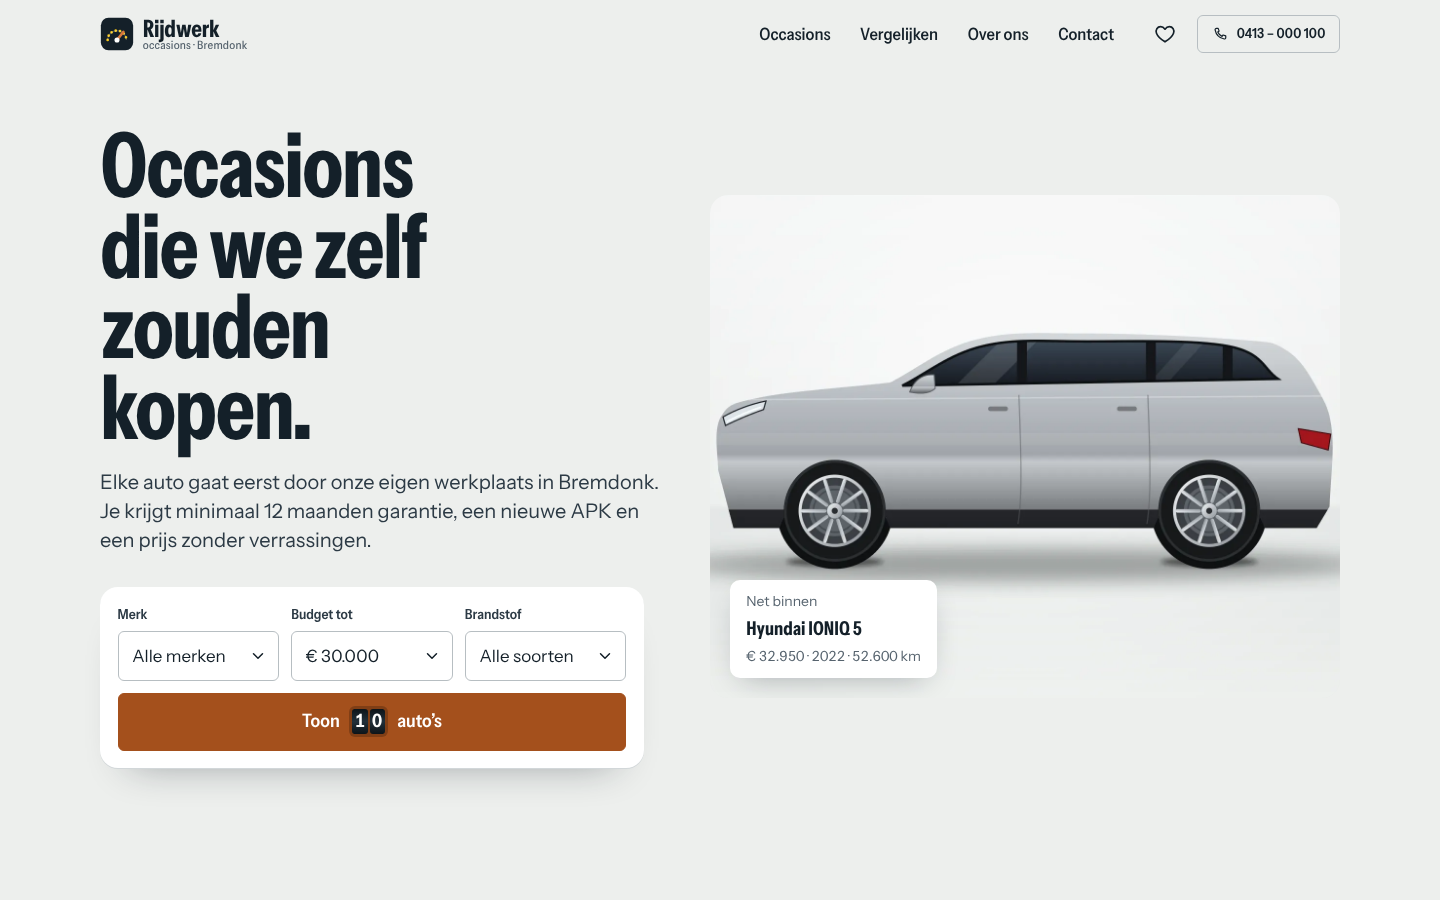 Rijdwerk
occasions · Bremdonk
Occasions
Vergelijken
Over ons
Contact
0413 – 000 100
Occasions
die we zelf
zouden
kopen.
Elke auto gaat eerst door onze eigen werkplaats in Bremdonk.
Je krijgt minimaal 12 maanden garantie, een nieuwe APK en
een prijs zonder verrassingen.
Merk
Budget tot
Brandstof
Alle merken
€ 30.000
Alle soorten
Toon 10 auto’s
Net binnen
Hyundai IONIQ 5
€ 32.950 · 2022 · 52.600 km